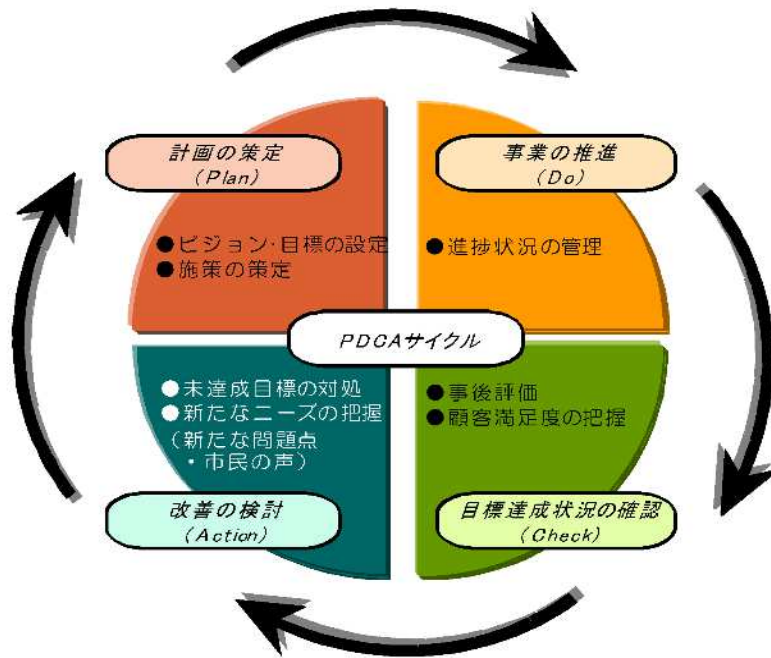 計画の策定
(Plan)
●ビジョン・目標の設定
●施策の策定
事業の推進
(Do)
●進捗状況の管理
PDCAサイクル
●未達成目標の対処
●新たなニーズの把握
(新たな問題点
・市民の声)
改善の検討
(Action)
●事後評価
●顧客満足度の把握
目標達成状況の確認
(Check)